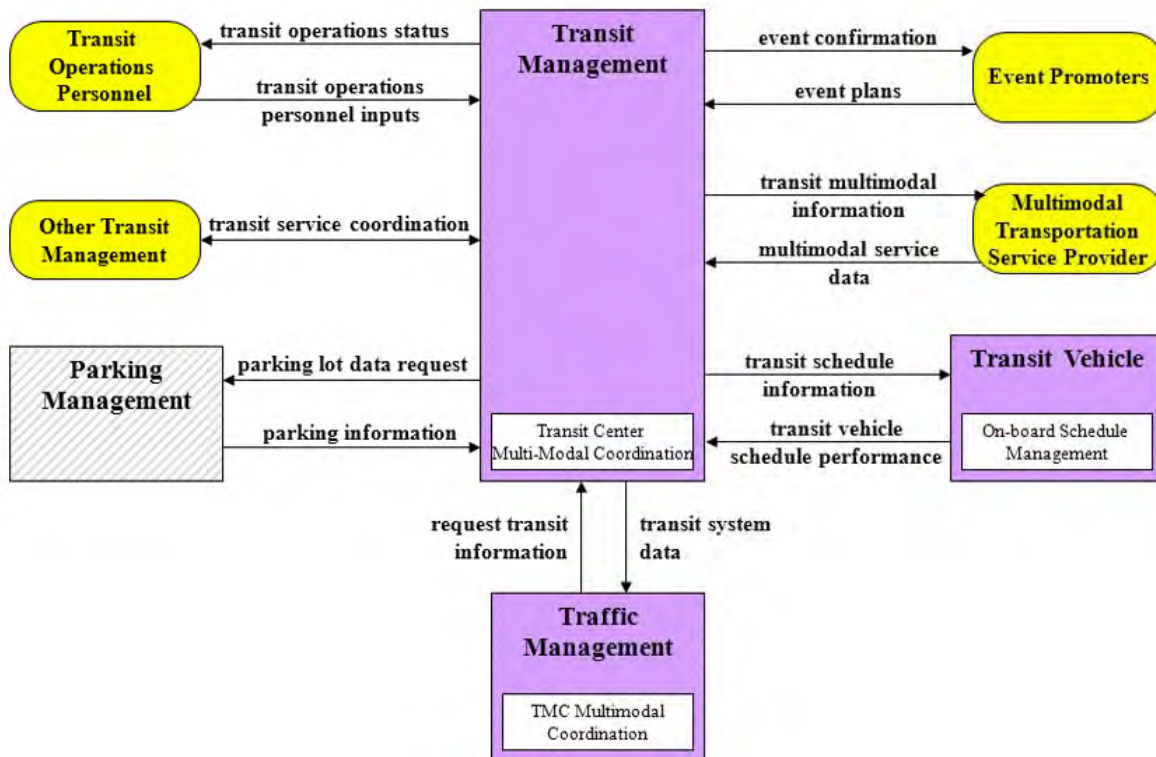 Transit
Operations
Personnel
transit operations status
transit operations
personnel inputs
Transit
Management
event confirmation
event plans
Event Promoters
Other Transit
Management
transit service coordination
transit multimodal
information
multimodal service
data
Multimodal
Transportation
Service Provider
Parking
Management
parking lot data request
parking information
Transit Center
Multi-Modal Coordination
transit schedule
information
transit vehicle
schedule performance
Transit Vehicle
On-board Schedule
Management
request transit
information
transit system
data
Traffic
Management
TMC Multimodal
Coordination